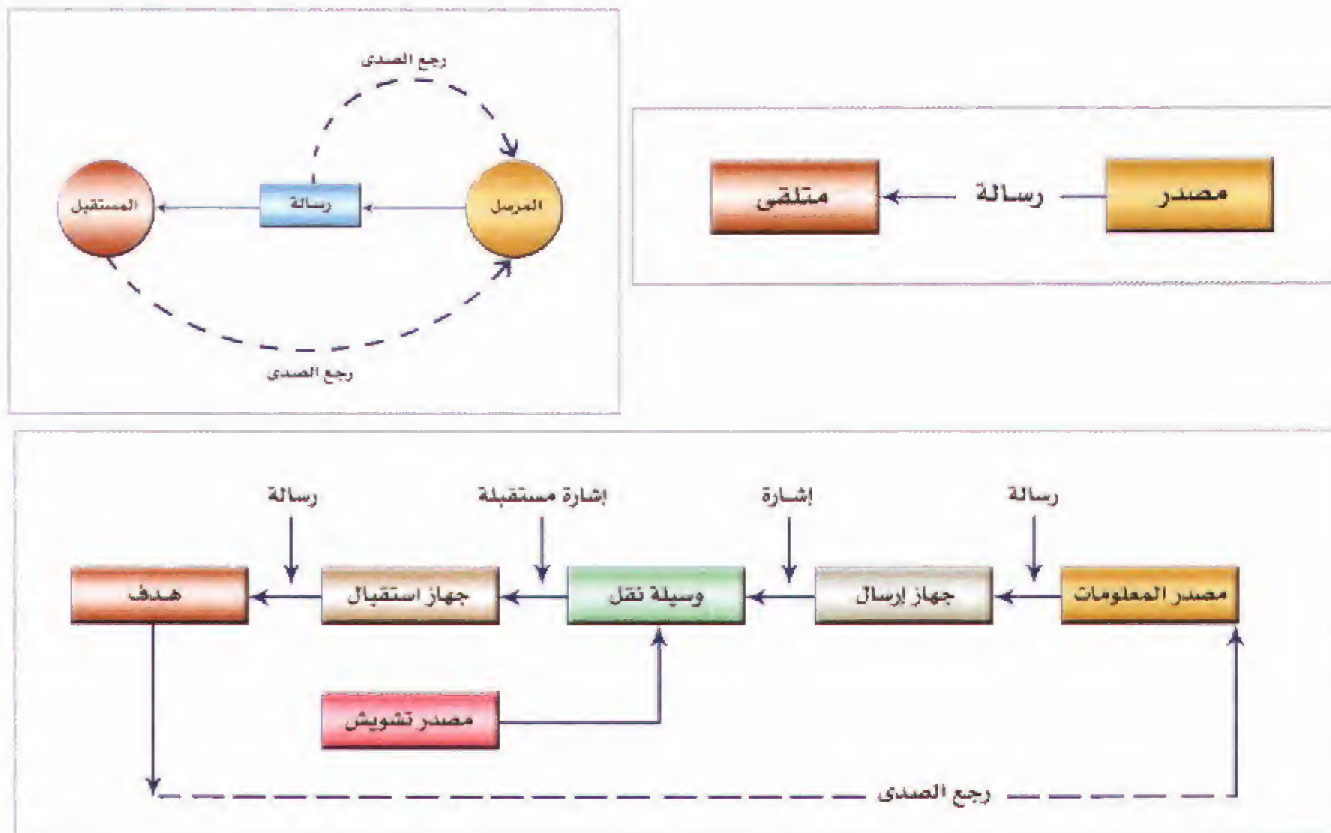 مصدر
رسالة
متلقى
رجع الصدى
المرسل
رسالة
المستقبل
رجع الصدى
رسالة
إشارة
إشارة مستقبلة
رسالة
مصدر المعلومات
جهاز إرسال
وسيلة نقل
جهاز استقبال
هدف
مصدر تشويش
رجع الصدى